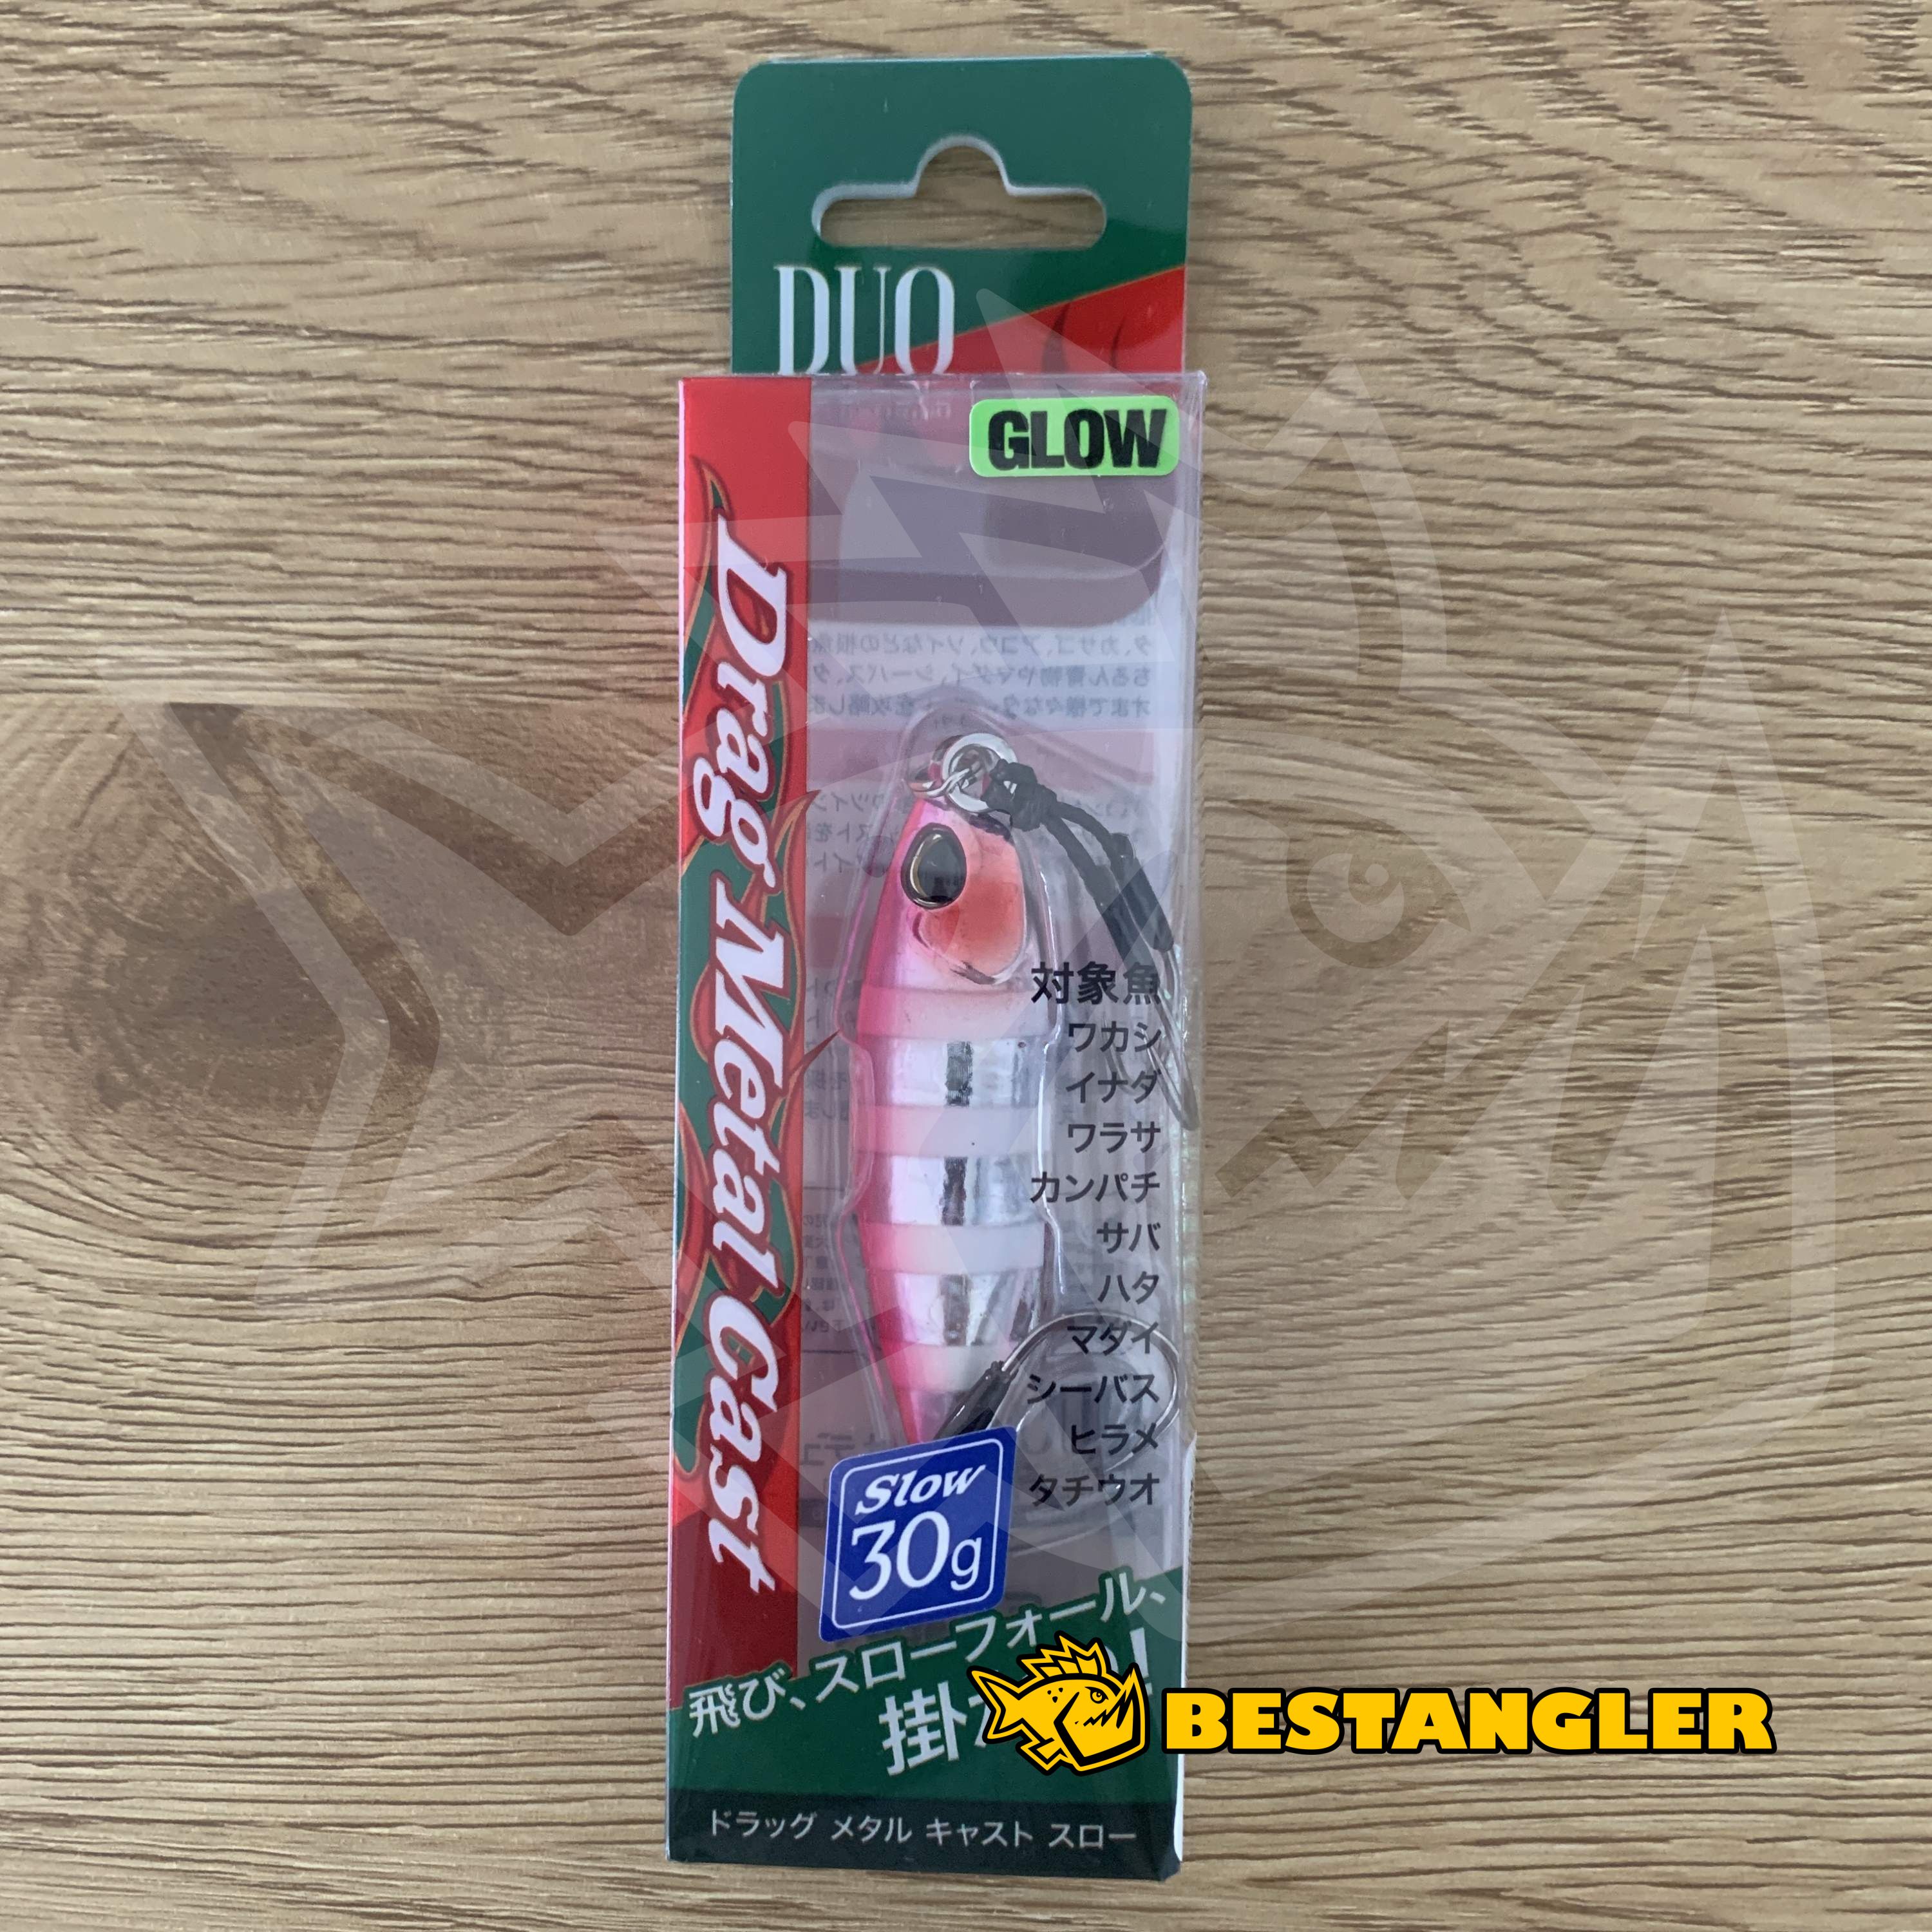 DUO
GLOW
Drag Metal Cast
対象魚
ワカシ
イナダ
ワラサ
カンパチ
サバ
ハタ
マダイ
シーバス
ヒラメ
タチウオ
Slow
30g
飛び、スローフォール、
掛
BESTANGLER
ドラッグ メタル キャスト スロー